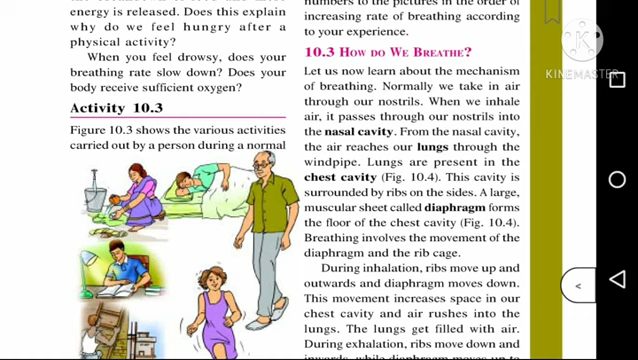 energy is released. Does this explain
why do we feel hungry after a
physical activity?
When you feel drowsy, does your
breathing rate slow down? Does your
body receive sufficient oxygen?
Activity 10.3
Figure 10.3 shows the various activities
carried out by a person during a normal
numbers to the pictures in the order of
increasing rate of breathing according
to your experience.
10.3 HOW DO WE BREATHE?
Let us now learn about the mechanism
of breathing. Normally we take in air
through our nostrils. When we inhale
air, it passes through our nostrils into
the nasal cavity. From the nasal cavity,
the air reaches our lungs through the
windpipe. Lungs are present in the
chest cavity (Fig. 10.4). This cavity is
surrounded by ribs on the sides. A large,
muscular sheet called diaphragm forms
the floor of the chest cavity (Fig. 10.4).
Breathing involves the movement of the
diaphragm and the rib cage.
During inhalation, ribs move up and
outwards and diaphragm moves down.
This movement increases space in our
chest cavity and air rushes into the
lungs. The lungs get filled with air.
During exhalation, ribs move down and
KINEMASTER